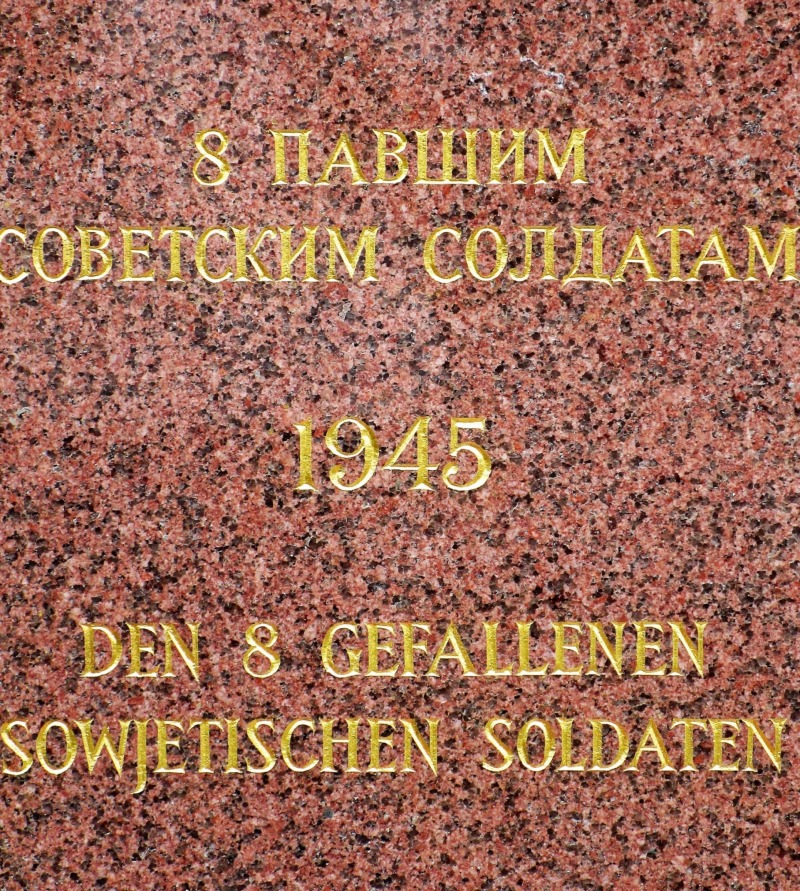 8 ПАВШИМ
СОВЕТСКИМ СОЛДАТАМ
1945
DEN 8 GEFALLENEN
SOWJETISCHEN SOLDATEN